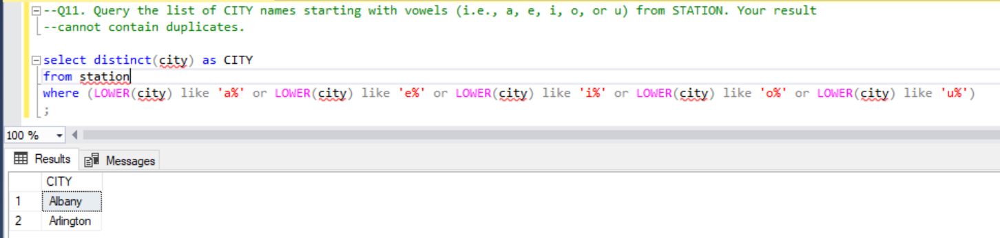 --Q11. Query the list of CITY names starting with vowels (i.e., a, e, i, o, or u) from STATION. Your result
--cannot contain duplicates.
select distinct(city) as CITY
from station
where (LOWER(city) like 'a%' or LOWER(city) like 'e%' or LOWER(city) like 'i%' or LOWER(city) like 'o%' or LOWER(city) like 'u%')
;
100 %
Results Messages
CITY
1 Albany
2 Arlington